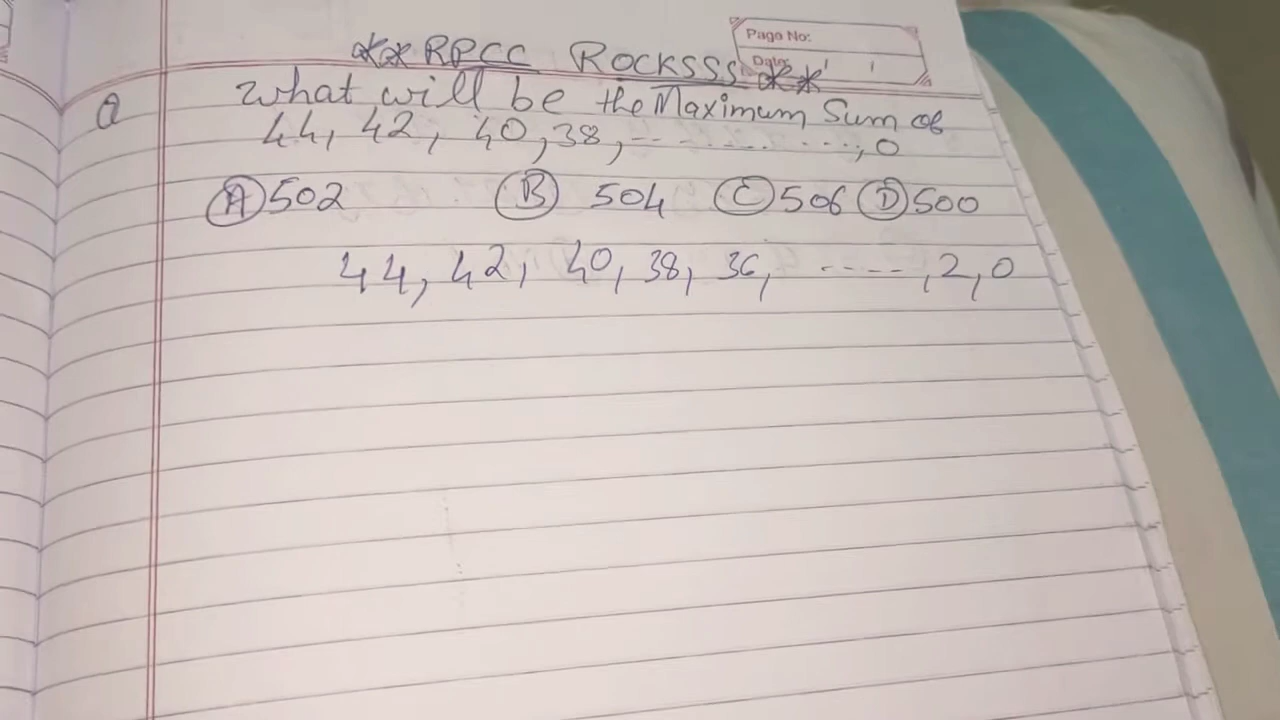 Page No:
Date:
** RPCC ROCKSSS **
Q What will be the Maximum Sum of
44, 42, 40, 38, - - - - - - - - , 0
(A) 502 (B) 504 (C) 506 (D) 500
44, 42, 40, 38, 36, - - - - - , 2, 0